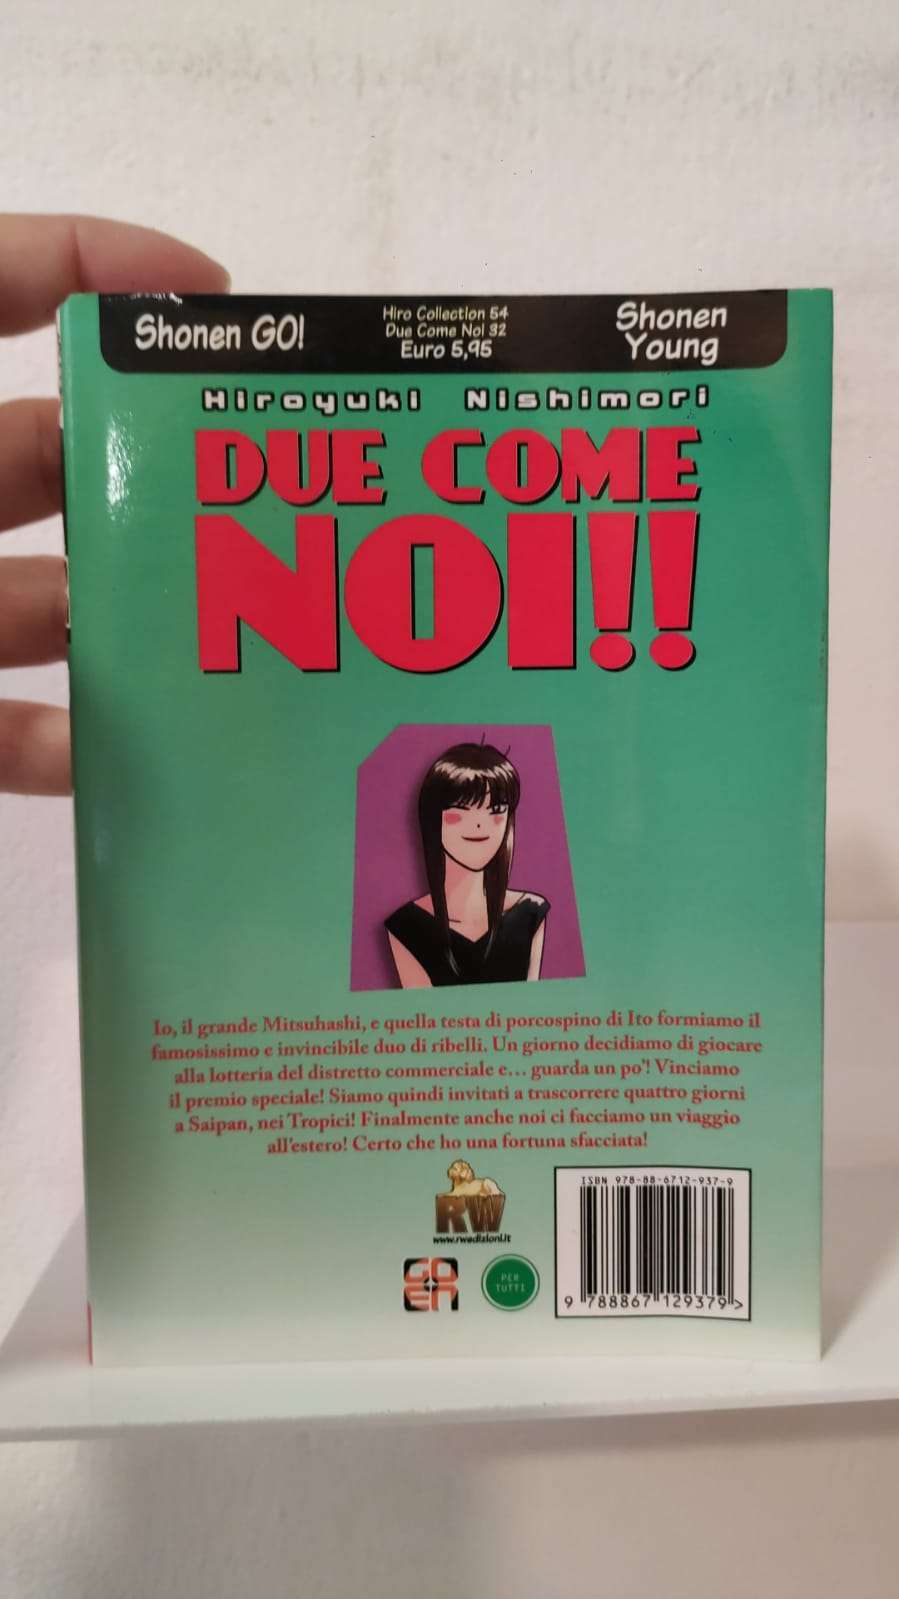 Shonen GO!
Hiro Collection 54
Due Come Noi 32
Euro 5,95
Shonen
Young
Hiroyuki Nishimori
DUE COME
NOI!!
Io, il grande Mitsuhashi, e quella testa di porcospino di Ito formiamo il
famosissimo e invincibile duo di ribelli. Un giorno decidiamo di giocare
alla lotteria del distretto commerciale e... guarda un po'! Vinciamo
il premio speciale! Siamo quindi invitati a trascorrere quattro giorni
a Saipan, nei Tropici! Finalmente anche noi ci facciamo un viaggio
all'estero! Certo che ho una fortuna sfacciata!
RW
www.rwedizioni.it
GO
EN
PER
TUTTI
ISBN 978-88-6712-937-9
9 788867 129379 >